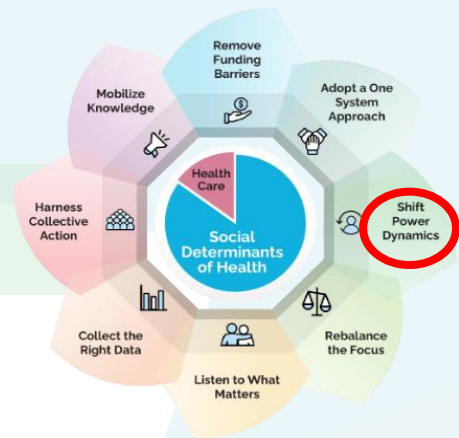 Remove
Funding
Barriers
Adopt a One
System
Approach
Shift
Power
Dynamics
Rebalance
the Focus
Listen to What
Matters
Collect the
Right Data
Harness
Collective
Action
Mobilize
Knowledge
Health
Care
Social
Determinants
of Health